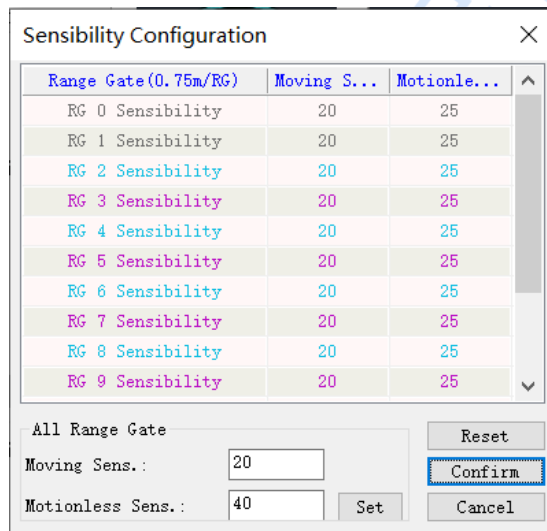 Sensibility Configuration
Range Gate(0.75m/RG) Moving S... Motionle...
RG 0 Sensibility 20 25
RG 1 Sensibility 20 25
RG 2 Sensibility 20 25
RG 3 Sensibility 20 25
RG 4 Sensibility 20 25
RG 5 Sensibility 20 25
RG 6 Sensibility 20 25
RG 7 Sensibility 20 25
RG 8 Sensibility 20 25
RG 9 Sensibility 20 25
All Range Gate
Reset
Moving Sens.: 20
Confirm
Motionless Sens.: 40 Set Cancel